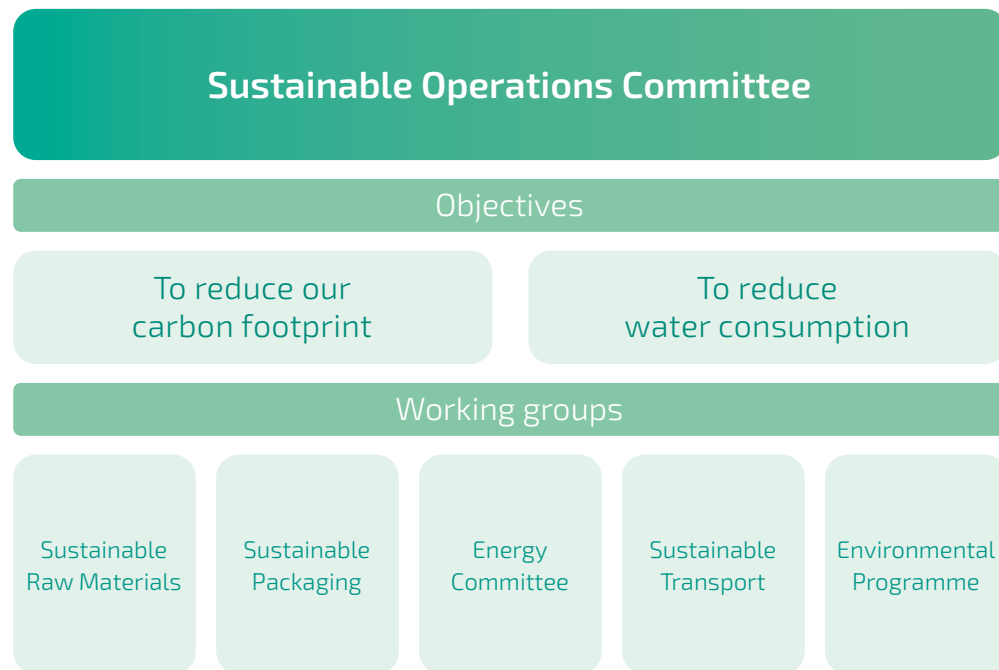 Sustainable Operations Committee
Objectives
To reduce our
carbon footprint
To reduce
water consumption
Working groups
Sustainable
Raw Materials
Sustainable
Packaging
Energy
Committee
Sustainable
Transport
Environmental
Programme